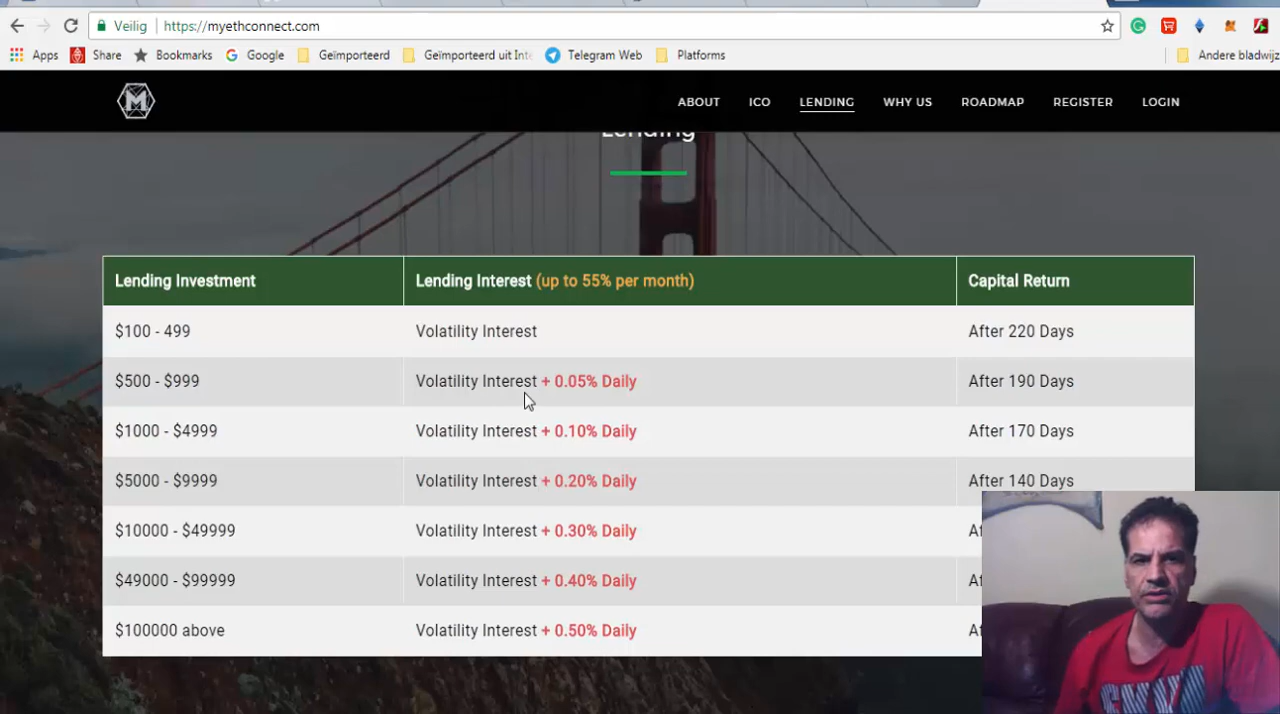 Veilig https://myethconnect.com
Apps Share Bookmarks Google Geïmporteerd Geïmporteerd uit Telegram Web Platforms Andere
M ABOUT ICO LENDING WHY US ROADMAP REGISTER LOGIN
Lending
Lending Investment Lending Interest (up to 55% per month) Capital Return
$100 - 499 Volatility Interest After 220 Days
$500 - $999 Volatility Interest + 0.05% Daily After 190 Days
$1000 - $4999 Volatility Interest + 0.10% Daily After 170 Days
$5000 - $9999 Volatility Interest + 0.20% Daily After 140 Days
$10000 - $49999 Volatility Interest + 0.30% Daily
$49000 - $99999 Volatility Interest + 0.40% Daily
$100000 above Volatility Interest + 0.50% Daily